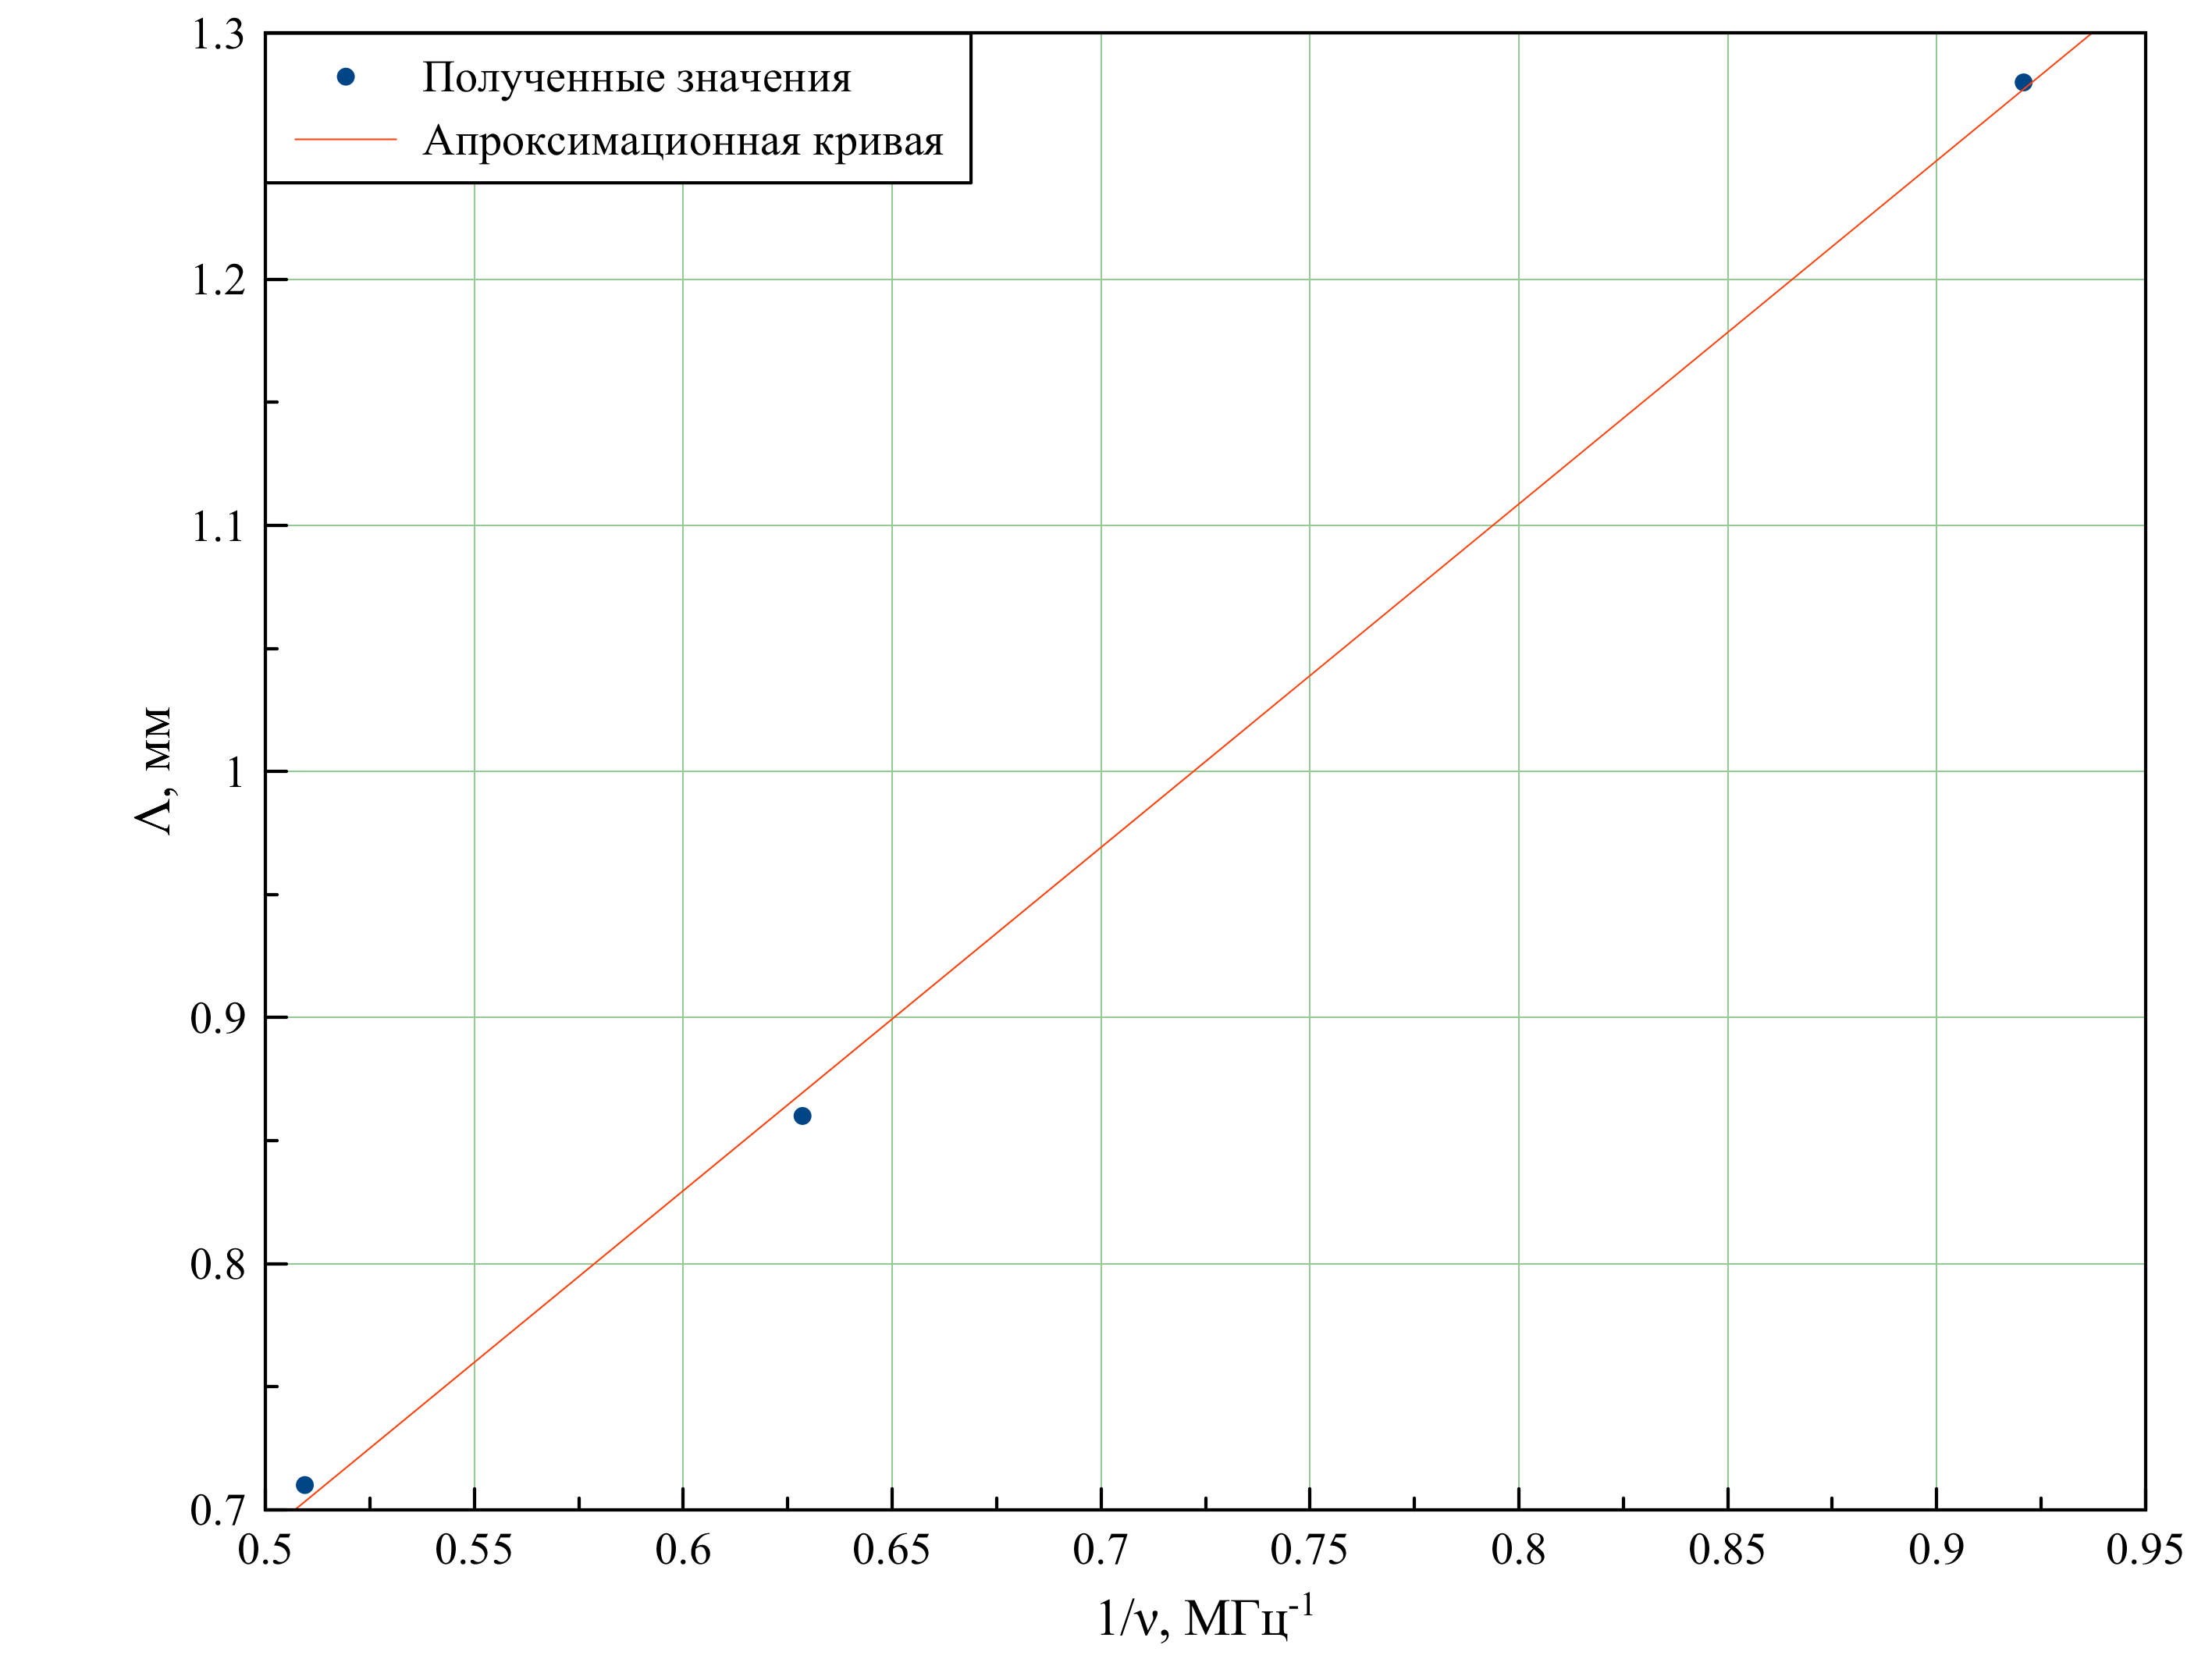 Полученные значения
Апроксимационная кривая
1.3
1.2
1.1
1
0.9
0.8
0.7
Λ, мм
0.5 0.55 0.6 0.65 0.7 0.75 0.8 0.85 0.9 0.95
1/ν, МГц⁻¹